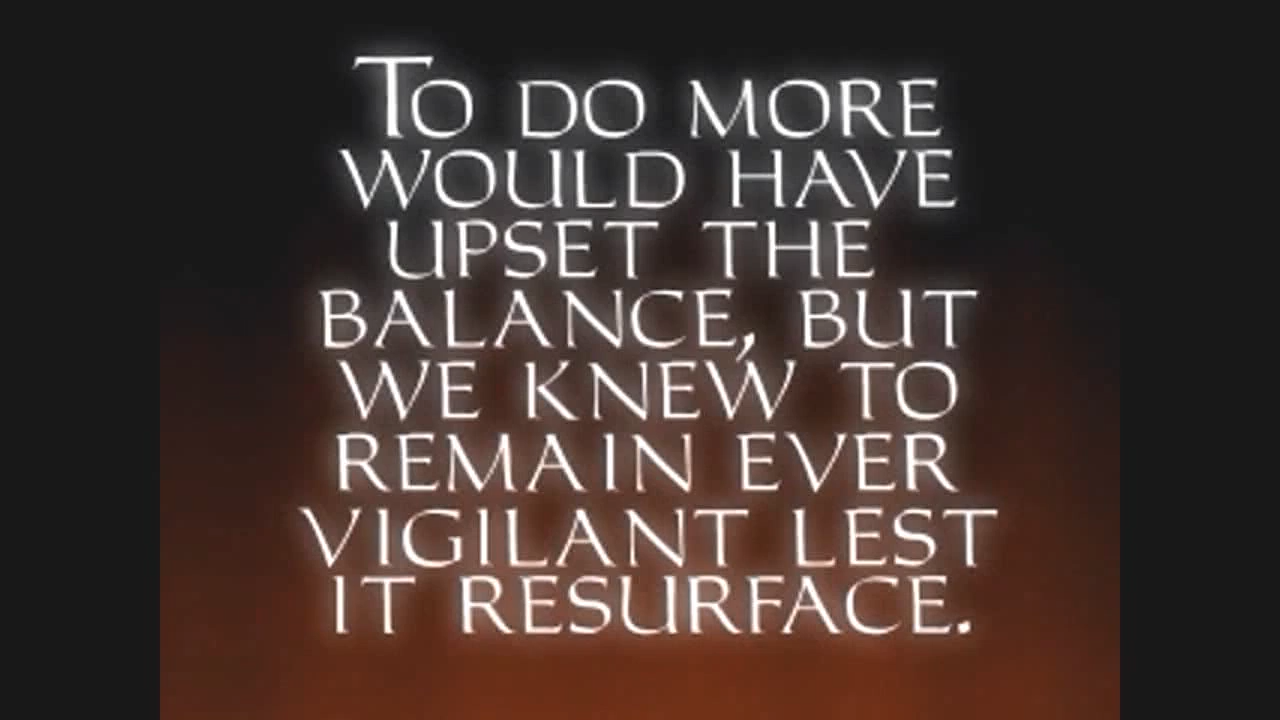 TO DO MORE
WOULD HAVE
UPSET THE
BALANCE, BUT
WE KNEW TO
REMAIN EVER
VIGILANT LEST
IT RESURFACE.